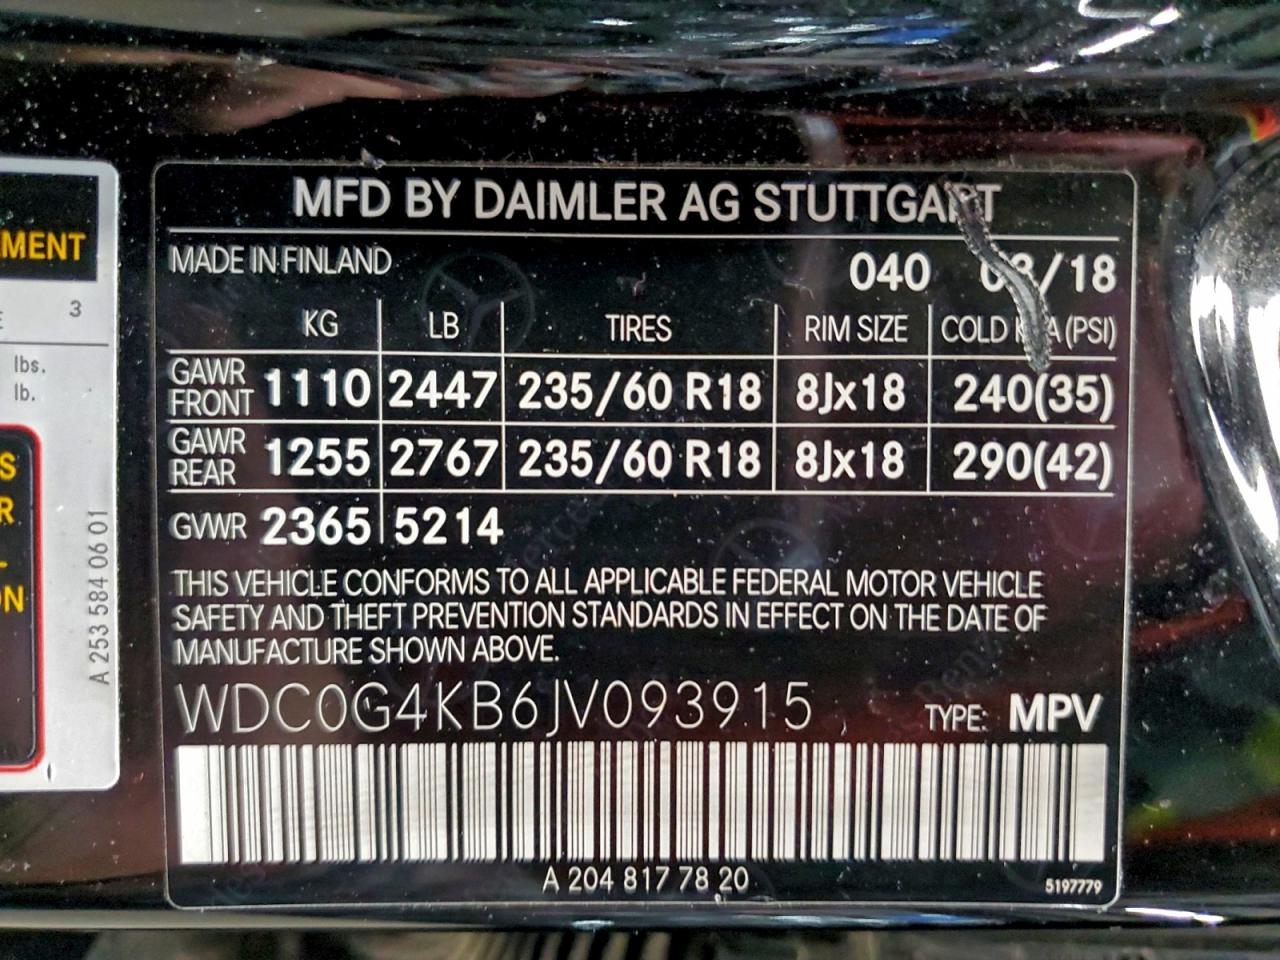 MFD BY DAIMLER AG STUTTGART
MADE IN FINLAND 040 03/18
KG LB TIRES RIM SIZE COLD KPA (PSI)
GAWR FRONT 1110 2447 235/60 R18 8Jx18 240(35)
GAWR REAR 1255 2767 235/60 R18 8Jx18 290(42)
GVWR 2365 5214
THIS VEHICLE CONFORMS TO ALL APPLICABLE FEDERAL MOTOR VEHICLE
SAFETY AND THEFT PREVENTION STANDARDS IN EFFECT ON THE DATE OF
MANUFACTURE SHOWN ABOVE.
WDC0G4KB6JV093915 TYPE: MPV
A 204 817 78 20
5197779
MENT
3
lbs.
lb.
A 253 584 06 01